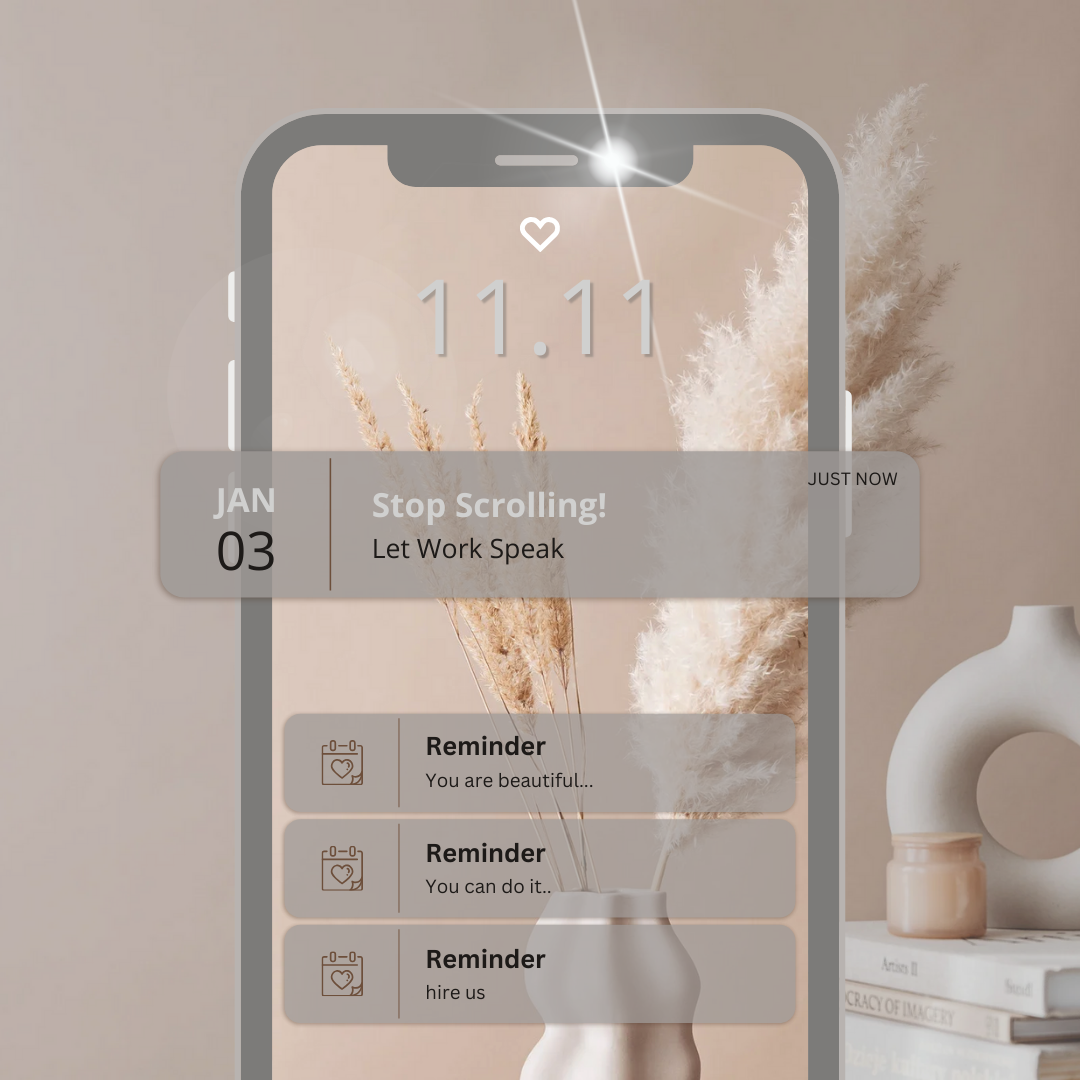 11.11
JUST NOW
JAN
03
Stop Scrolling!
Let Work Speak
Reminder
You are beautiful...
Reminder
You can do it..
Reminder
hire us
Artists II
CRACY OF IMAGERY